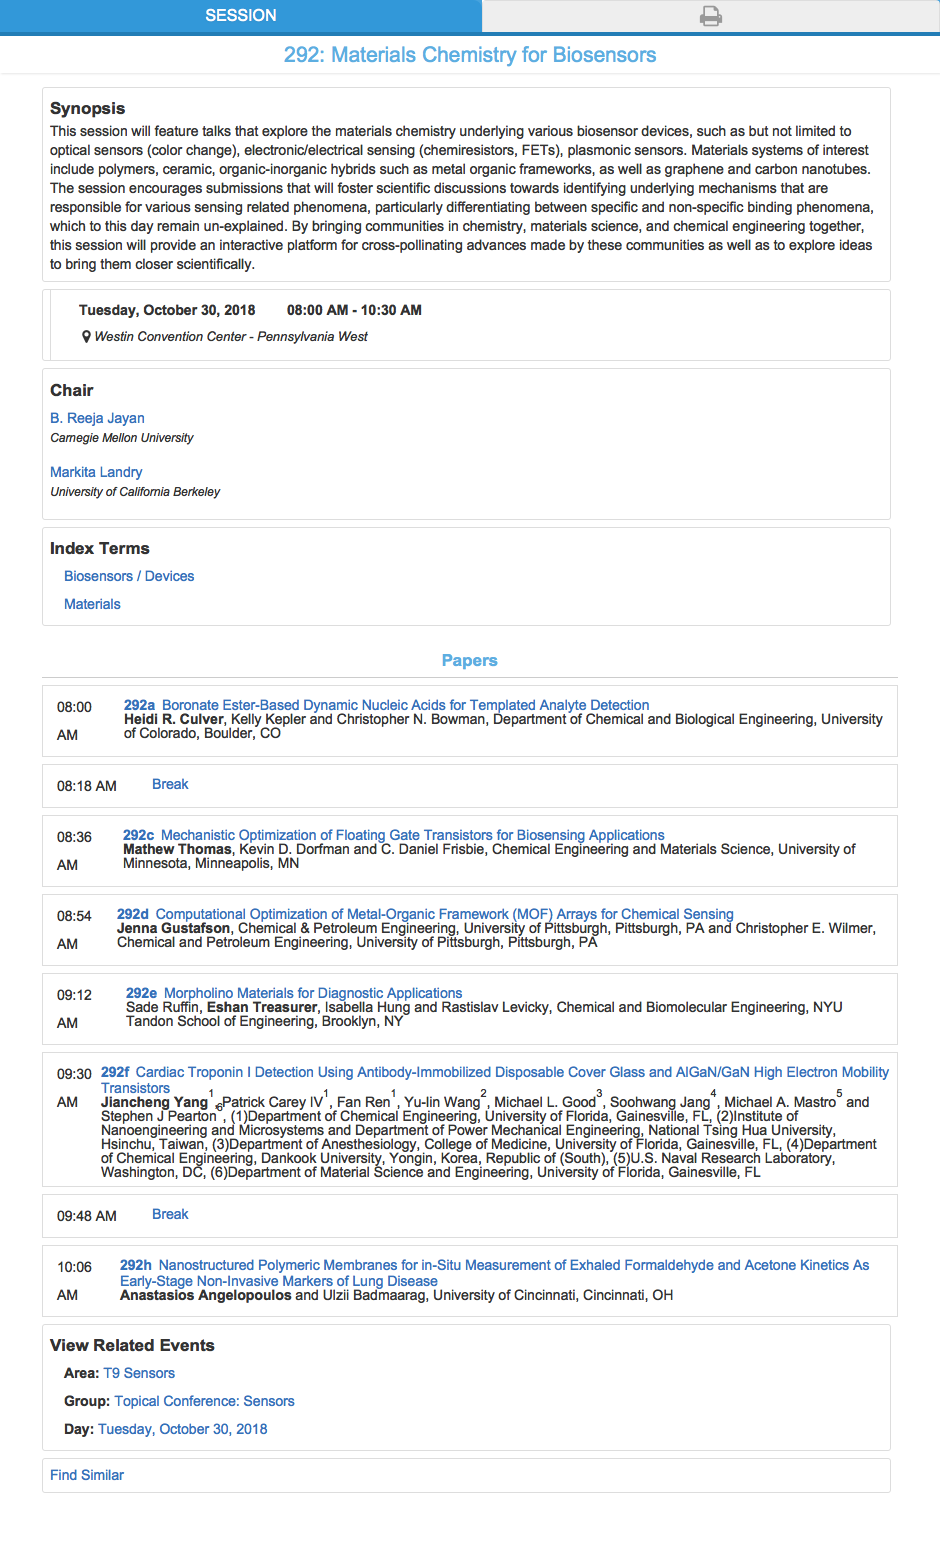 SESSION
292: Materials Chemistry for Biosensors
Synopsis
This session will feature talks that explore the materials chemistry underlying various biosensor devices, such as but not limited to
optical sensors (color change), electronic/electrical sensing (chemiresistors, FETs), plasmonic sensors. Materials systems of interest
include polymers, ceramic, organic-inorganic hybrids such as metal organic frameworks, as well as graphene and carbon nanotubes.
The session encourages submissions that will foster scientific discussions towards identifying underlying mechanisms that are
responsible for various sensing related phenomena, particularly differentiating between specific and non-specific binding phenomena,
which to this day remain un-explained. By bringing communities in chemistry, materials science, and chemical engineering together,
this session will provide an interactive platform for cross-pollinating advances made by these communities as well as to explore ideas
to bring them closer scientifically.
Tuesday, October 30, 2018 08:00 AM - 10:30 AM
Westin Convention Center - Pennsylvania West
Chair
B. Reeja Jayan
Carnegie Mellon University
Markita Landry
University of California Berkeley
Index Terms
Biosensors / Devices
Materials
Papers
08:00 AM
292a Boronate Ester-Based Dynamic Nucleic Acids for Templated Analyte Detection
Heidi R. Culver, Kelly Kepler and Christopher N. Bowman, Department of Chemical and Biological Engineering, University
of Colorado, Boulder, CO
08:18 AM Break
08:36 AM
292c Mechanistic Optimization of Floating Gate Transistors for Biosensing Applications
Mathew Thomas, Kevin D. Dorfman and C. Daniel Frisbie, Chemical Engineering and Materials Science, University of
Minnesota, Minneapolis, MN
08:54 AM
292d Computational Optimization of Metal-Organic Framework (MOF) Arrays for Chemical Sensing
Jenna Gustafson, Chemical & Petroleum Engineering, University of Pittsburgh, Pittsburgh, PA and Christopher E. Wilmer,
Chemical and Petroleum Engineering, University of Pittsburgh, Pittsburgh, PA
09:12 AM
292e Morpholino Materials for Diagnostic Applications
Sade Ruffin, Eshan Treasurer, Isabella Hung and Rastislav Levicky, Chemical and Biomolecular Engineering, NYU
Tandon School of Engineering, Brooklyn, NY
09:30 AM
292f Cardiac Troponin I Detection Using Antibody-Immobilized Disposable Cover Glass and AlGaN/GaN High Electron Mobility
Transistors
Jiancheng Yang1, Patrick Carey IV1, Fan Ren1, Yu-lin Wang2, Michael L. Good3, Soohwang Jang4, Michael A. Mastro5 and
Stephen J Pearton6, (1)Department of Chemical Engineering, University of Florida, Gainesville, FL, (2)Institute of
Nanoengineering and Microsystems and Department of Power Mechanical Engineering, National Tsing Hua University,
Hsinchu, Taiwan, (3)Department of Anesthesiology, College of Medicine, University of Florida, Gainesville, FL, (4)Department
of Chemical Engineering, Dankook University, Yongin, Korea, Republic of (South), (5)U.S. Naval Research Laboratory,
Washington, DC, (6)Department of Material Science and Engineering, University of Florida, Gainesville, FL
09:48 AM Break
10:06 AM
292h Nanostructured Polymeric Membranes for in-Situ Measurement of Exhaled Formaldehyde and Acetone Kinetics As
Early-Stage Non-Invasive Markers of Lung Disease
Anastasios Angelopoulos and Ulzii Badmaarag, University of Cincinnati, Cincinnati, OH
View Related Events
Area: T9 Sensors
Group: Topical Conference: Sensors
Day: Tuesday, October 30, 2018
Find Similar